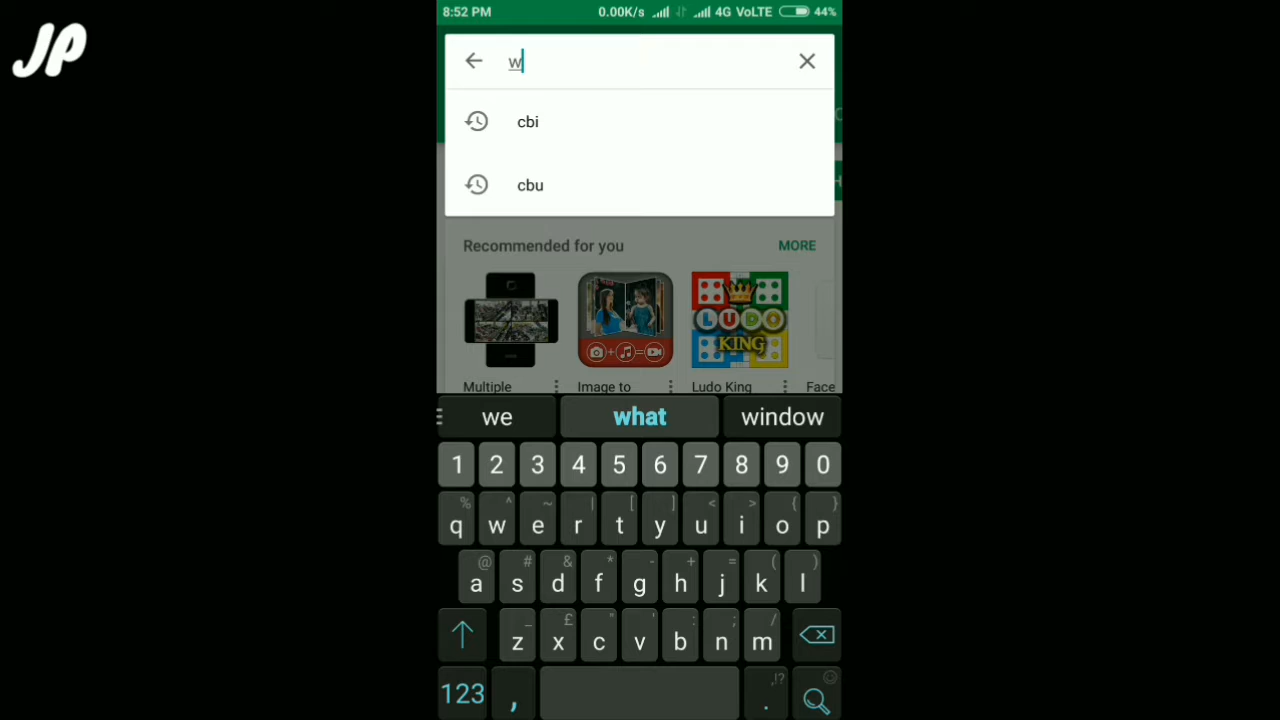 JP
8:52 PM 0.00K/s 4G VoLTE 44%
w
cbi
cbu
Recommended for you MORE
LUDO
KING
Multiple Image to Ludo King Face
we what window
1 2 3 4 5 6 7 8 9 0
% ^ ~ | [ ] < > { }
q w e r t y u i o p
@ # & * - + = ( )
a s d f g h j k l
_ £ " ' : ; /
z x c v b n m
123 , ,!? .